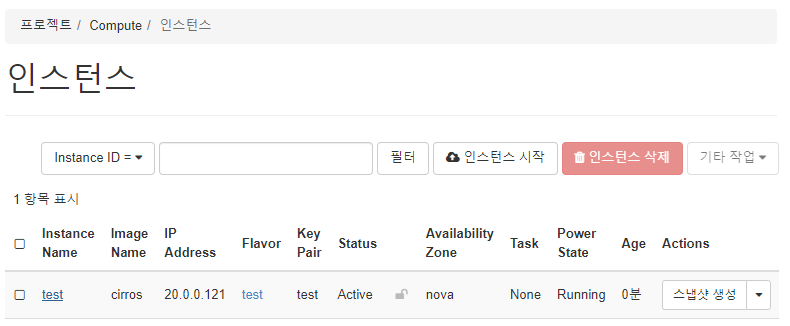 프로젝트 / Compute / 인스턴스
인스턴스
Instance ID = 필터 인스턴스 시작 인스턴스 삭제 기타 작업
1 항목 표시
Instance Name Image Name IP Address Flavor Key Pair Status Availability Zone Task Power State Age Actions
test cirros 20.0.0.121 test test Active nova None Running 0분 스냅샷 생성